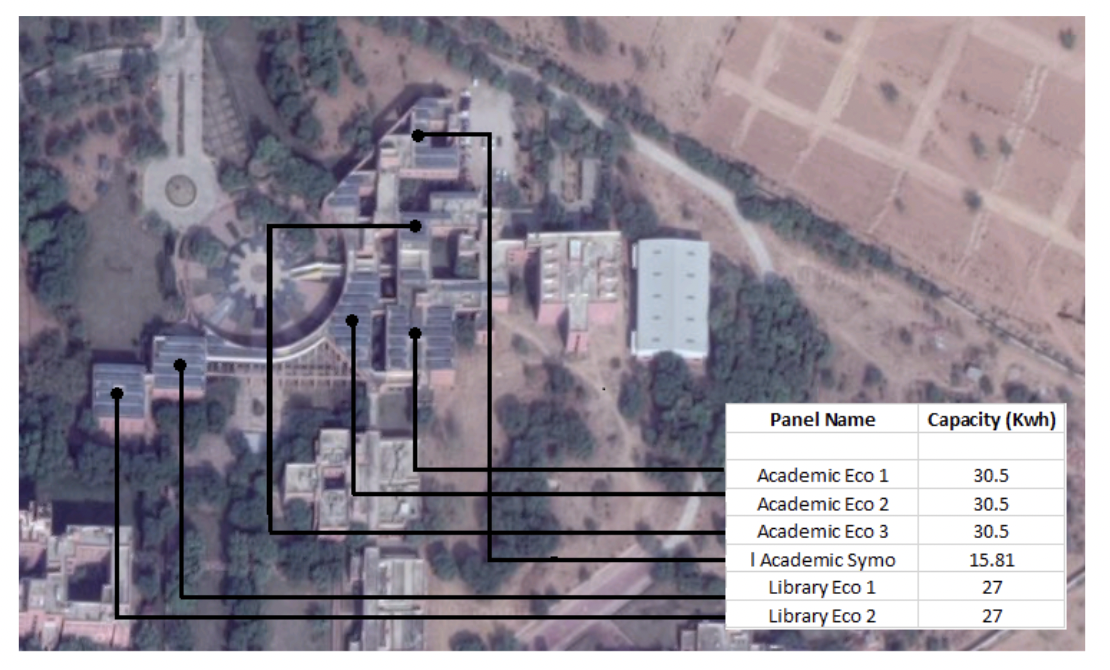 Panel Name Capacity (Kwh)
Academic Eco 1 30.5
Academic Eco 2 30.5
Academic Eco 3 30.5
l Academic Symo 15.81
Library Eco 1 27
Library Eco 2 27